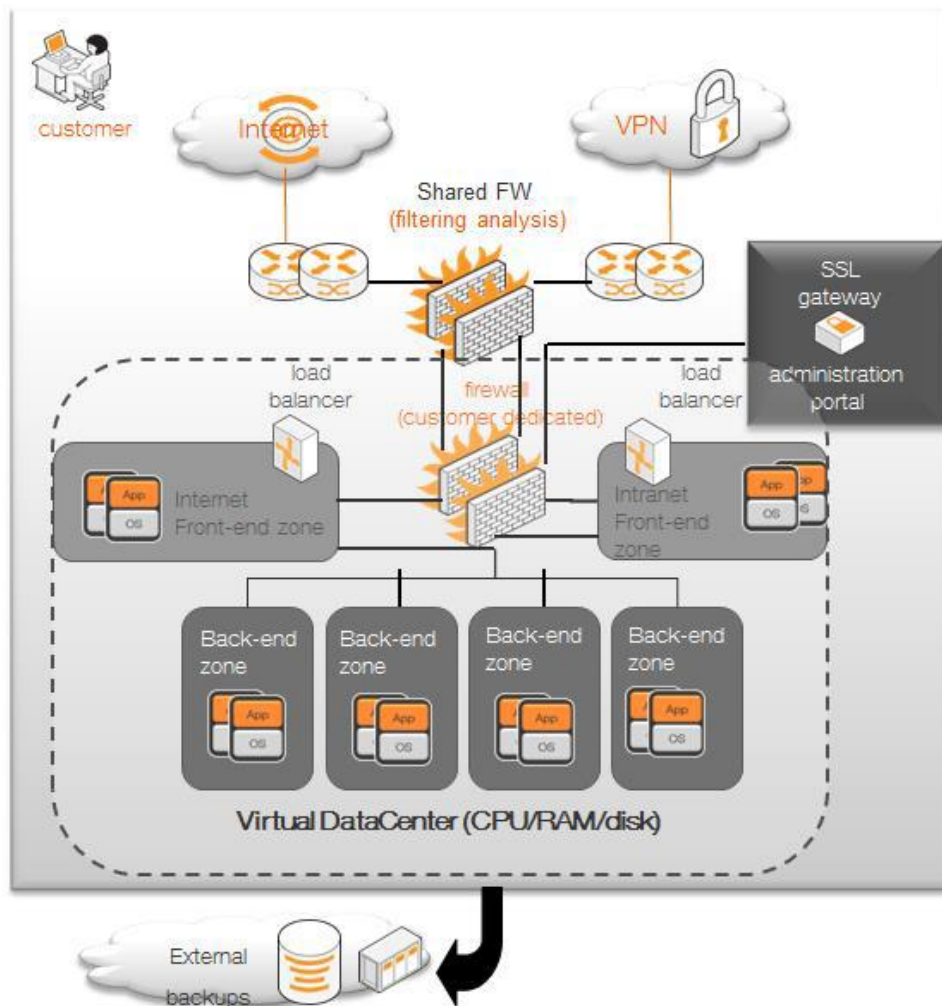 customer
Internet
@
VPN
Shared FW
(filtering analysis)
SSL
gateway
administration
portal
load
balancer
firewall
(customer dedicated)
load
balancer
App
OS
Internet
Front-end zone
Intranet
Front-end
zone
App
OS
Back-end
zone
App
OS
Back-end
zone
App
OS
Back-end
zone
App
OS
Back-end
zone
App
OS
Virtual DataCenter (CPU/RAM/disk)
External
backups